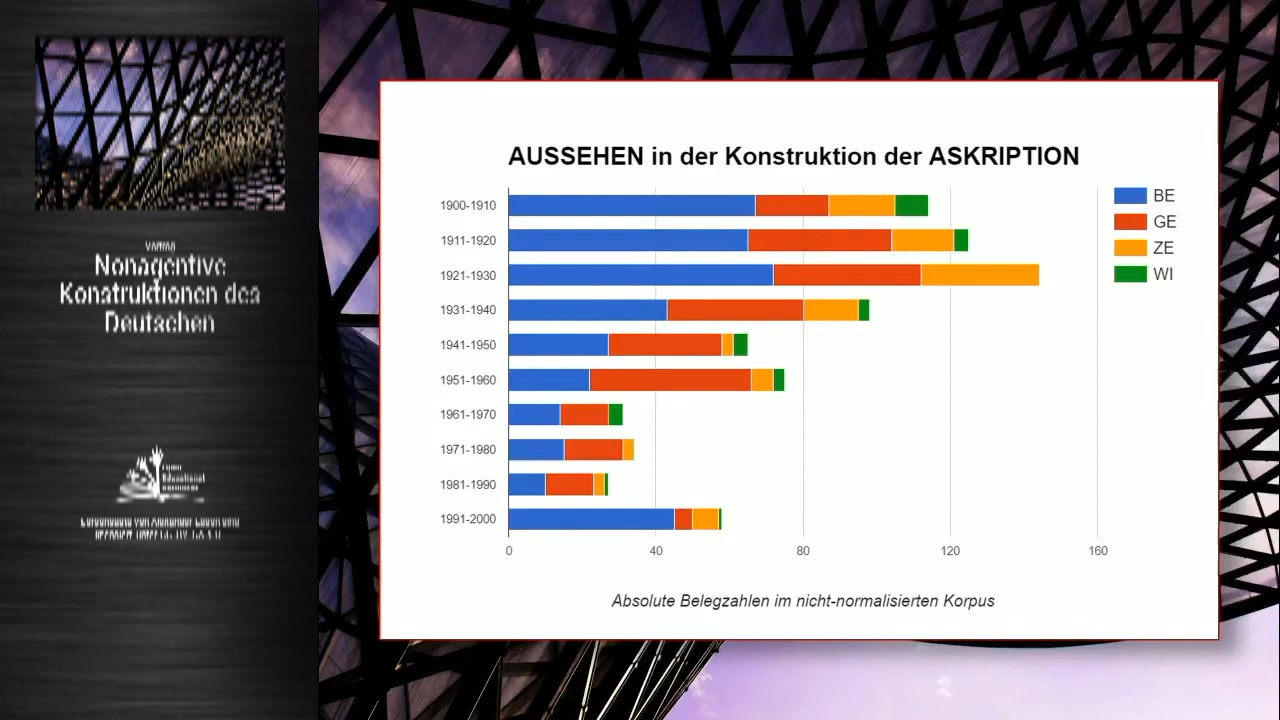 Vortrag
Nonagentive
Konstruktionen des
Deutschen
AUSSEHEN in der Konstruktion der ASKRIPTION
BE
GE
ZE
WI
1900-1910
1911-1920
1921-1930
1931-1940
1941-1950
1951-1960
1961-1970
1971-1980
1981-1990
1991-2000
0 40 80 120 160
Absolute Belegzahlen im nicht-normalisierten Korpus